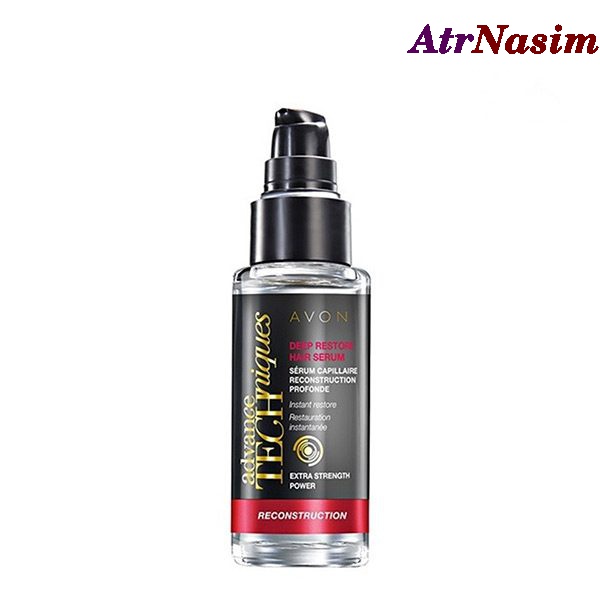 AtrNasim
AVON
advance
TECHniques
DEEP RESTORE
HAIR SERUM
SÉRUM CAPILLAIRE
RECONSTRUCTION
PROFONDE
Instant restore
Restauration
instantanée
EXTRA STRENGTH
POWER
RECONSTRUCTION